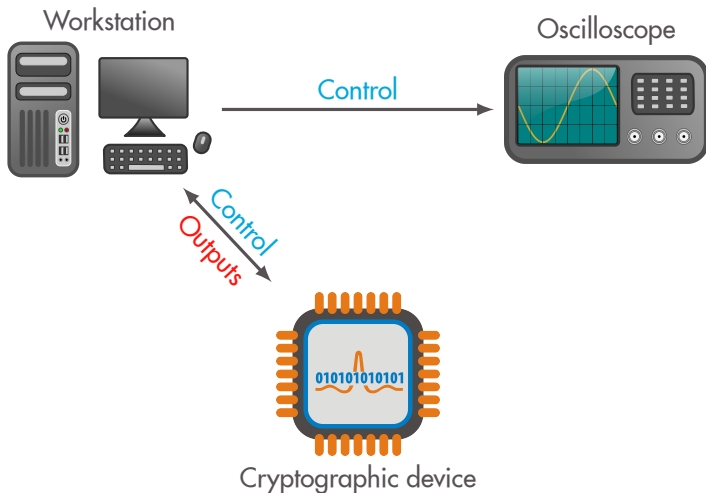 Workstation
Oscilloscope
Control
Control
Outputs
010101010101
Cryptographic device